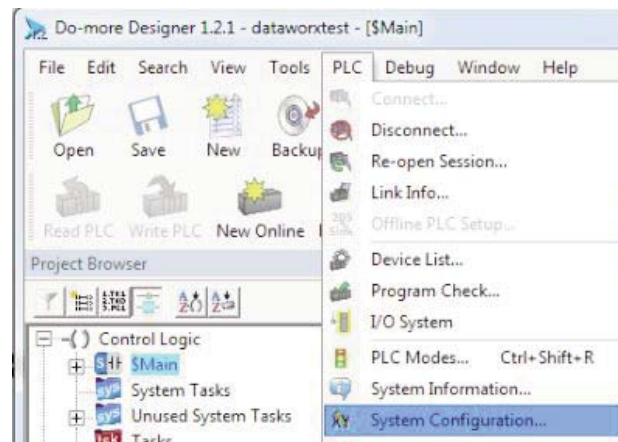 Do-more Designer 1.2.1 - dataworxtest - [$Main]
File Edit Search View Tools PLC Debug Window Help
Open Save New Backup
Read PLC Write PLC New Online
Project Browser
Control Logic
$Main
System Tasks
Unused System Tasks
Tasks
Connect...
Disconnect...
Re-open Session...
Link Info...
Offline PLC Setup...
Device List...
Program Check...
I/O System
PLC Modes... Ctrl+Shift+R
System Information...
System Configuration...